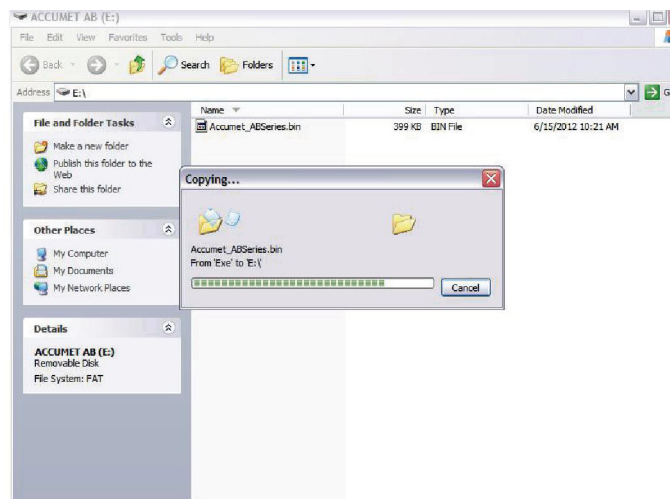 ACCUMET AB (E:)
File Edit View Favorites Tools Help
Back Search Folders
Address E:\ G
Name Size Type Date Modified
Accumet_ABSeries.bin 399 KB BIN File 6/15/2012 10:21 AM
File and Folder Tasks
Make a new folder
Publish this folder to the
Web
Share this folder
Other Places
My Computer
My Documents
My Network Places
Details
ACCUMET AB (E:)
Removable Disk
File System: FAT
Copying...
Accumet_ABSeries.bin
From 'Exe' to 'E:\'
Cancel